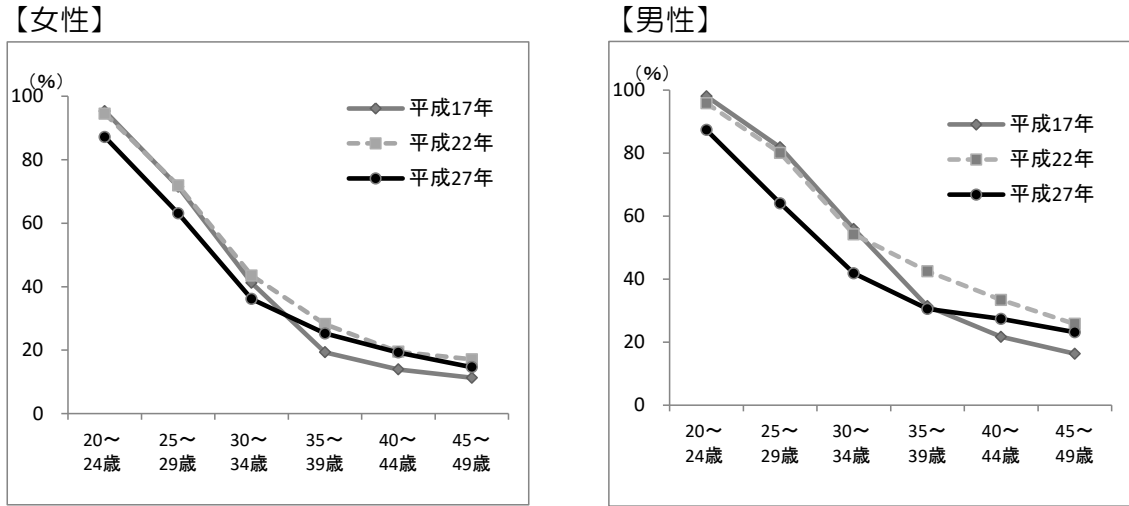 【女性】
（%）
100
80
60
40
20
0
平成17年
平成22年
平成27年
20～
24歳
25～
29歳
30～
34歳
35～
39歳
40～
44歳
45～
49歳
【男性】
（%）
100
80
60
40
20
0
平成17年
平成22年
平成27年
20～
24歳
25～
29歳
30～
34歳
35～
39歳
40～
44歳
45～
49歳